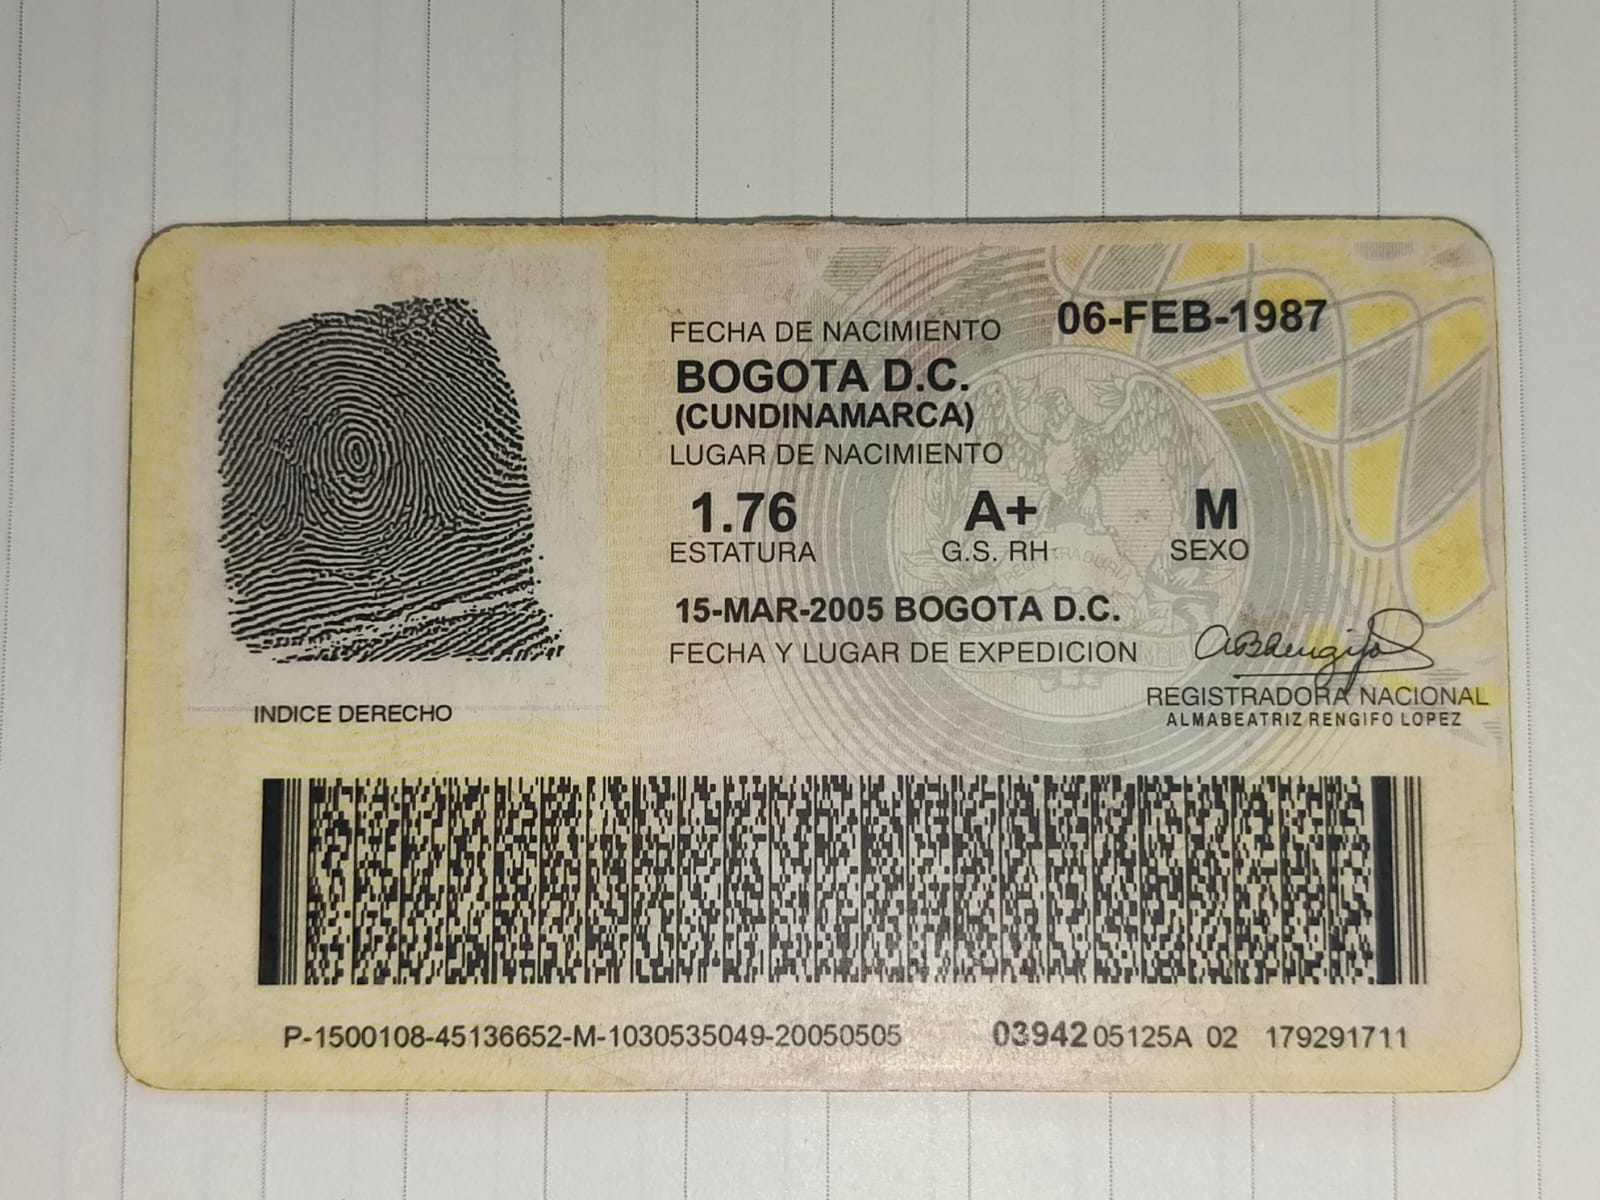 FECHA DE NACIMIENTO 06-FEB-1987
BOGOTA D.C.
(CUNDINAMARCA)
LUGAR DE NACIMIENTO
1.76 A+ M
ESTATURA G.S. RH SEXO
15-MAR-2005 BOGOTA D.C.
FECHA Y LUGAR DE EXPEDICION
REGISTRADORA NACIONAL
ALMABEATRIZ RENGIFO LOPEZ
INDICE DERECHO
P-1500108-45136652-M-1030535049-20050505 03942 05125A 02 179291711